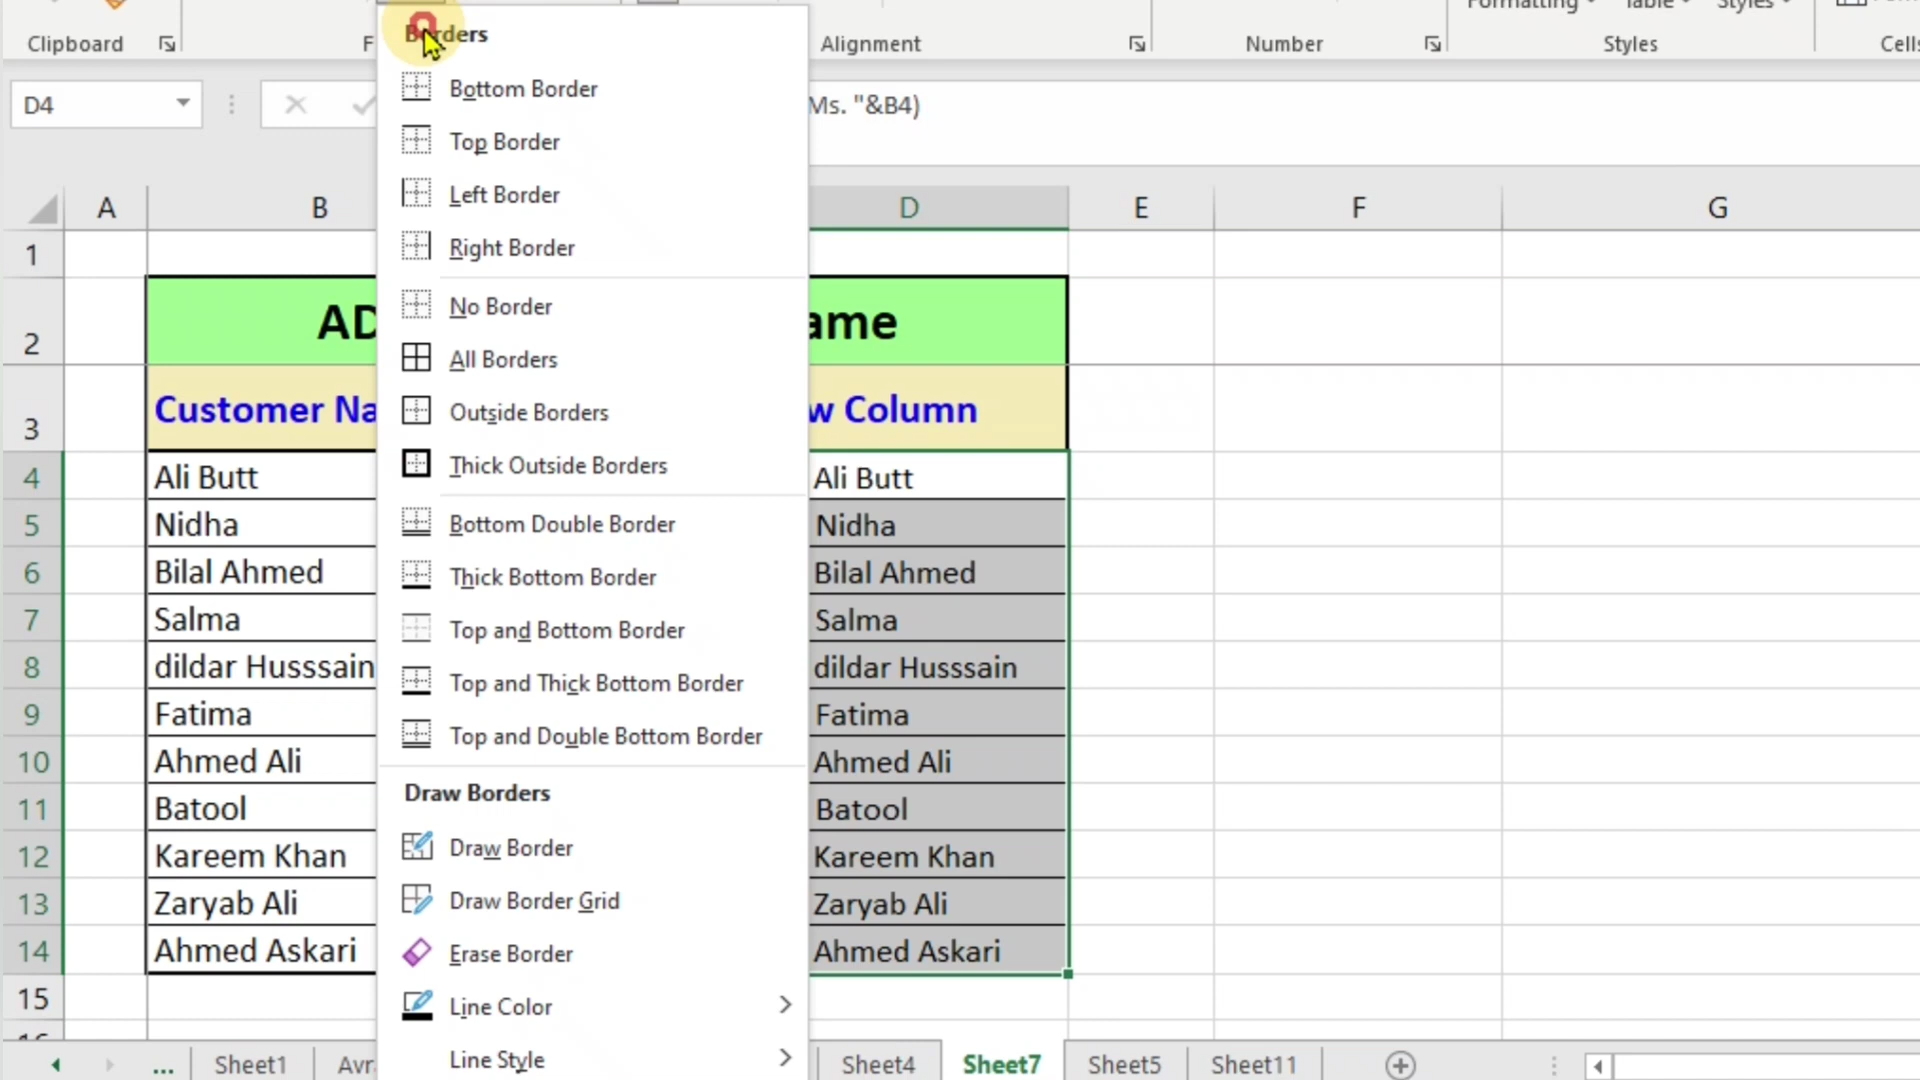 Formatting Table Styles
Clipboard F Alignment Number Styles Cells
Borders
D4 Ms. "&B4)
Bottom Border
Top Border
Left Border
Right Border
No Border
All Borders
Outside Borders
Thick Outside Borders
Bottom Double Border
Thick Bottom Border
Top and Bottom Border
Top and Thick Bottom Border
Top and Double Bottom Border
Draw Borders
Draw Border
Draw Border Grid
Erase Border
Line Color
Line Style
A B D E F G
1
2 AD ame
3 Customer Na w Column
4 Ali Butt Ali Butt
5 Nidha Nidha
6 Bilal Ahmed Bilal Ahmed
7 Salma Salma
8 dildar Husssain dildar Husssain
9 Fatima Fatima
10 Ahmed Ali Ahmed Ali
11 Batool Batool
12 Kareem Khan Kareem Khan
13 Zaryab Ali Zaryab Ali
14 Ahmed Askari Ahmed Askari
15
... Sheet1 Avr Sheet4 Sheet7 Sheet5 Sheet11